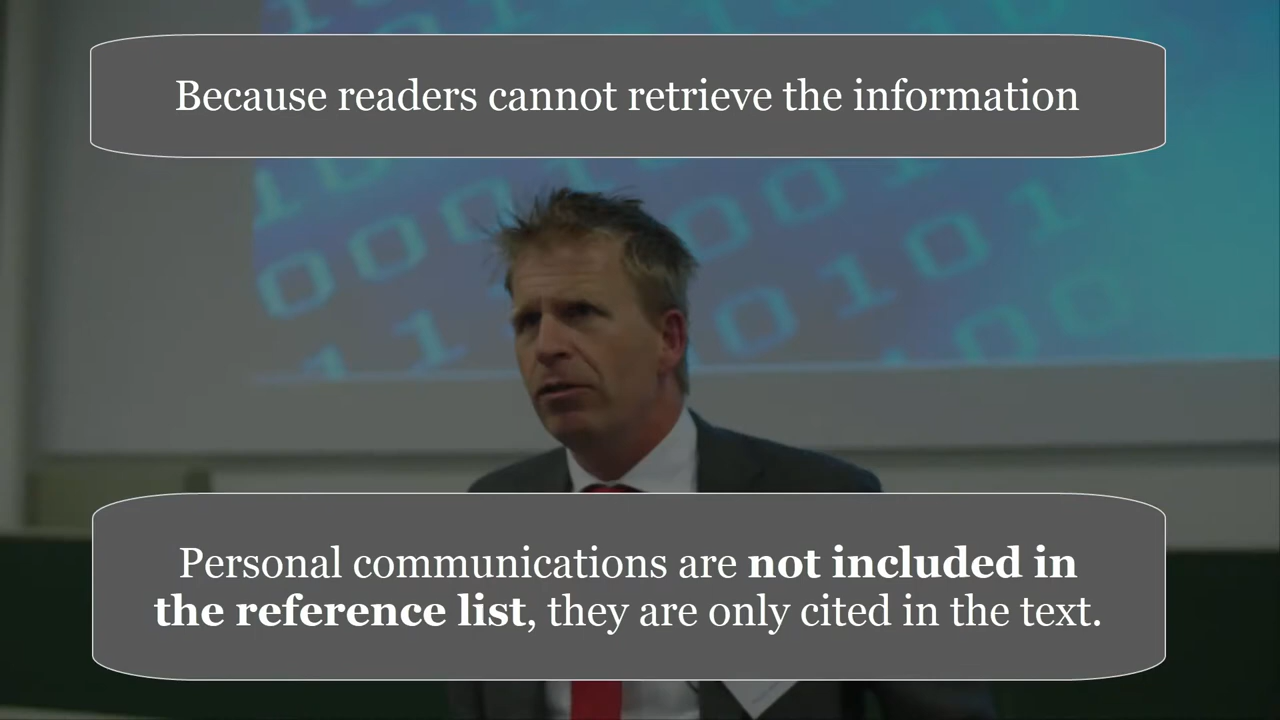 Because readers cannot retrieve the information
Personal communications are not included in
the reference list, they are only cited in the text.